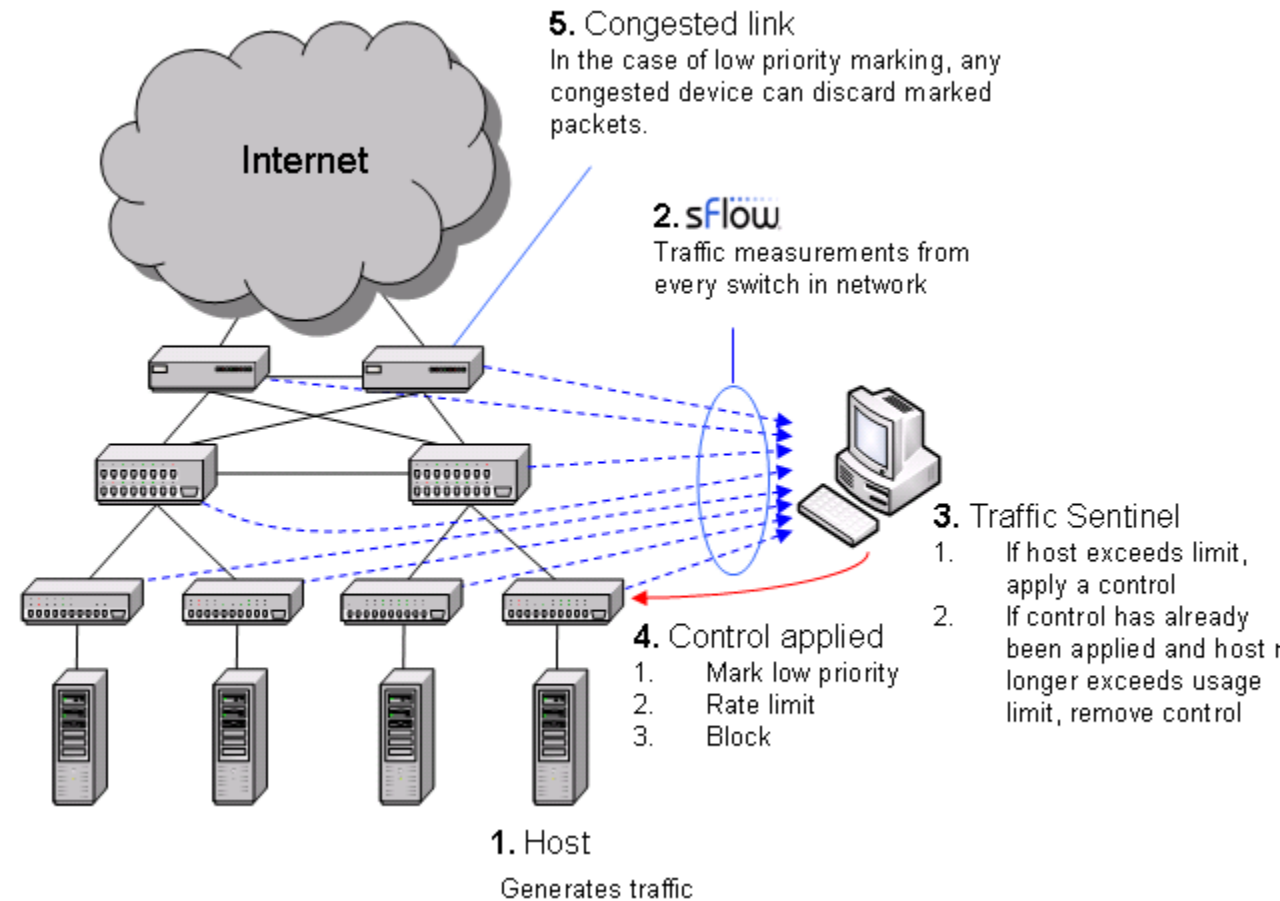 5. Congested link
In the case of low priority marking, any
congested device can discard marked
packets.
Internet
2. sFlow
Traffic measurements from
every switch in network
3. Traffic Sentinel
1. If host exceeds limit,
apply a control
2. If control has already
been applied and host
longer exceeds usage
limit, remove control
4. Control applied
1. Mark low priority
2. Rate limit
3. Block
1. Host
Generates traffic